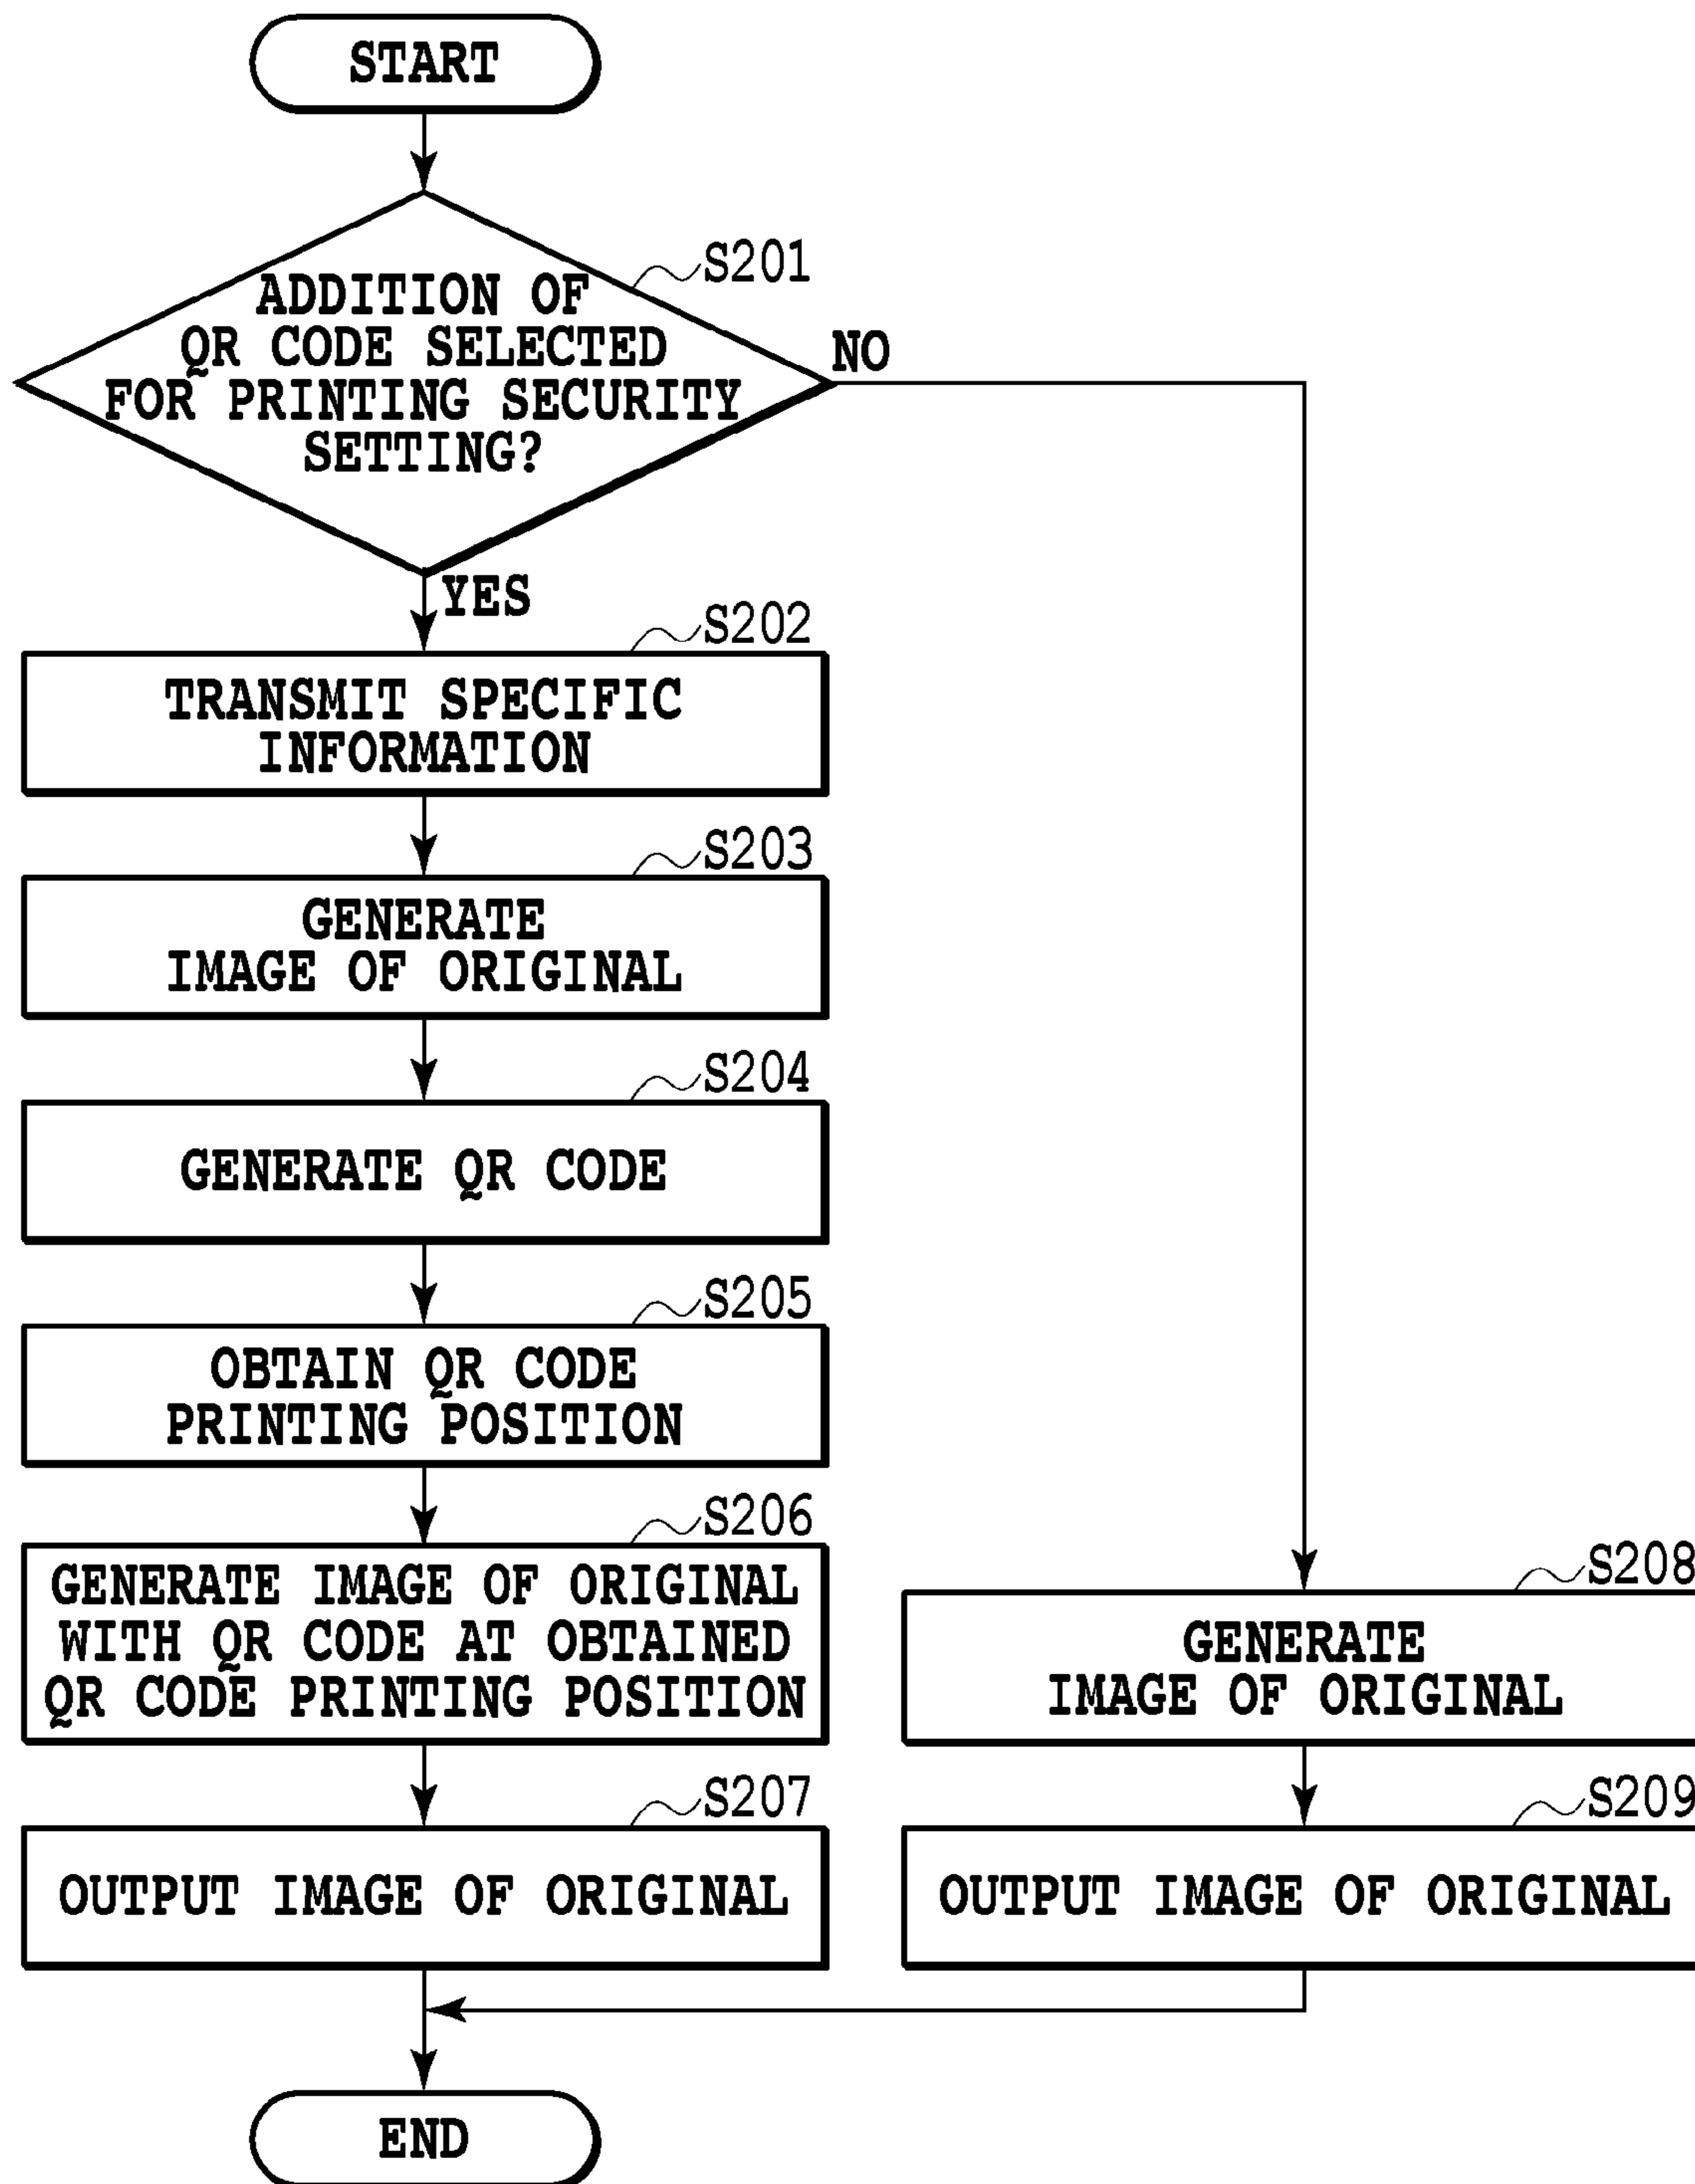 START
S201
ADDITION OF
QR CODE SELECTED
FOR PRINTING SECURITY
SETTING?
NO
YES
S202
TRANSMIT SPECIFIC
INFORMATION
S203
GENERATE
IMAGE OF ORIGINAL
S204
GENERATE QR CODE
S205
OBTAIN QR CODE
PRINTING POSITION
S206
GENERATE IMAGE OF ORIGINAL
WITH QR CODE AT OBTAINED
QR CODE PRINTING POSITION
S207
OUTPUT IMAGE OF ORIGINAL
S208
GENERATE
IMAGE OF ORIGINAL
S209
OUTPUT IMAGE OF ORIGINAL
END